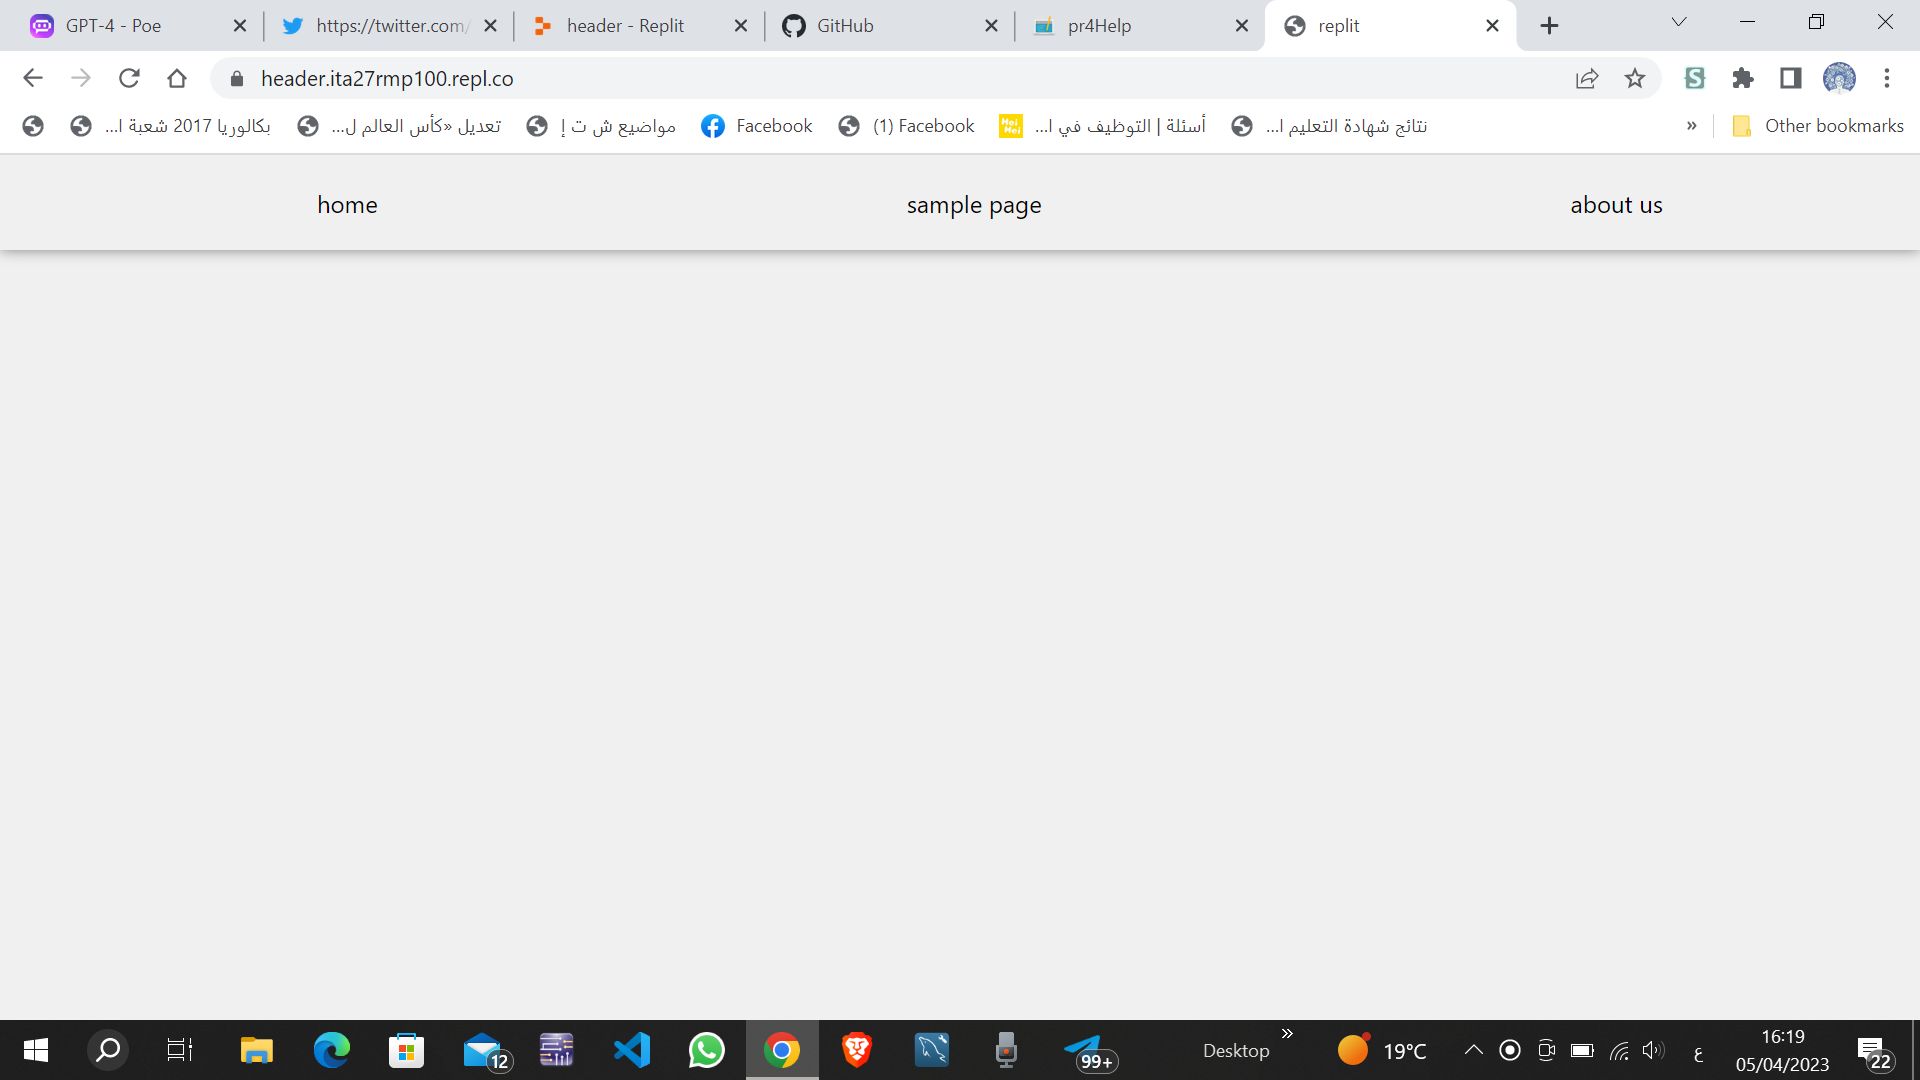 GPT-4 - Poe
https://twitter.com/
header - Replit
GitHub
pr4Help
replit
header.ita27rmp100.repl.co
بكالوريا 2017 شعبة ا...
تعديل «كأس العالم ل...
مواضيع ش ت إ
Facebook
(1) Facebook
HeiHei
أسئلة | التوظيف في ا...
نتائج شهادة التعليم ا...
»
Other bookmarks
home
sample page
about us
12
99+
Desktop
»
19°C
ع
16:19
05/04/2023
22